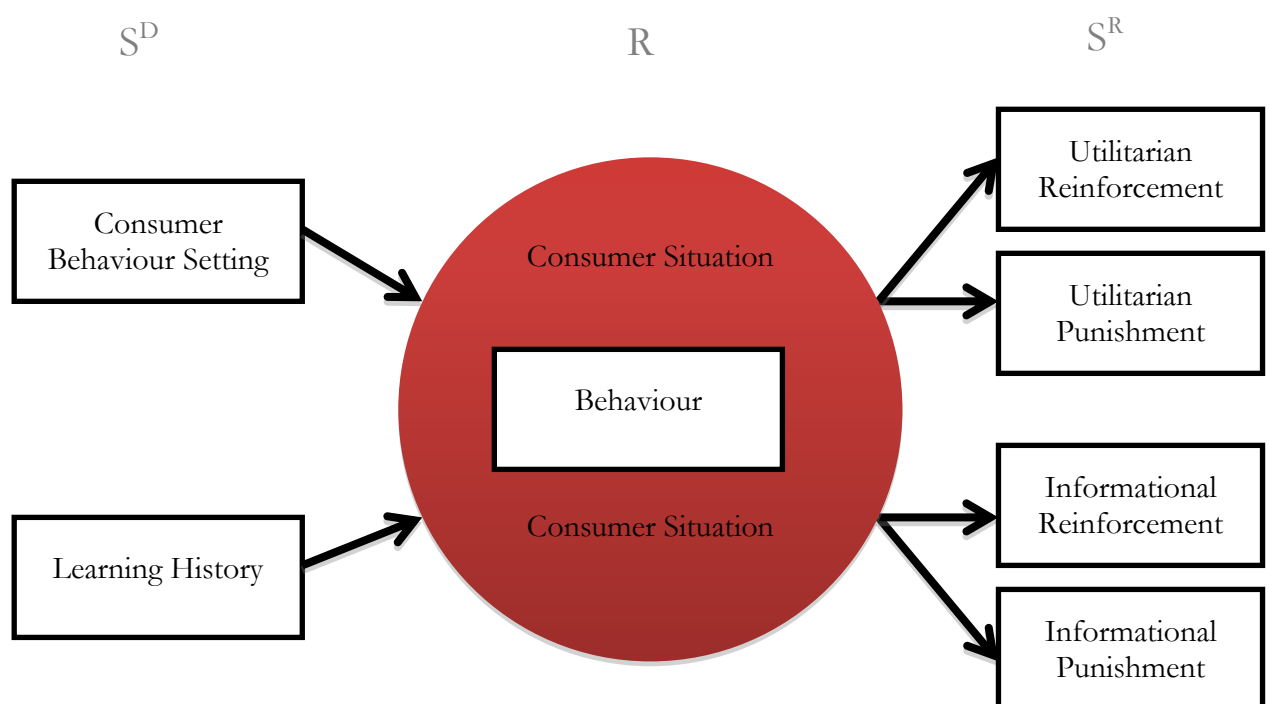 S^D
R
S^R
Consumer
Behaviour Setting
Learning History
Consumer Situation
Behaviour
Consumer Situation
Utilitarian
Reinforcement
Utilitarian
Punishment
Informational
Reinforcement
Informational
Punishment